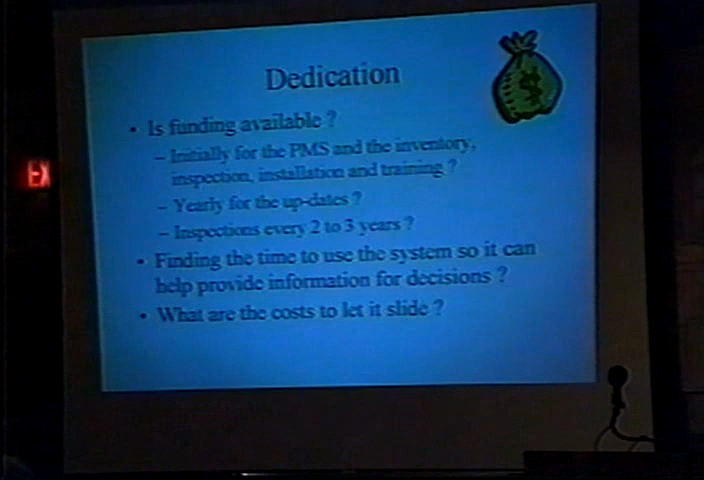 Dedication
• Is funding available ?
– Initially for the PMS and the inventory,
inspection, installation and training ?
– Yearly for the up-dates ?
– Inspections every 2 to 3 years ?
• Finding the time to use the system so it can
help provide information for decisions ?
• What are the costs to let it slide ?
$
EX